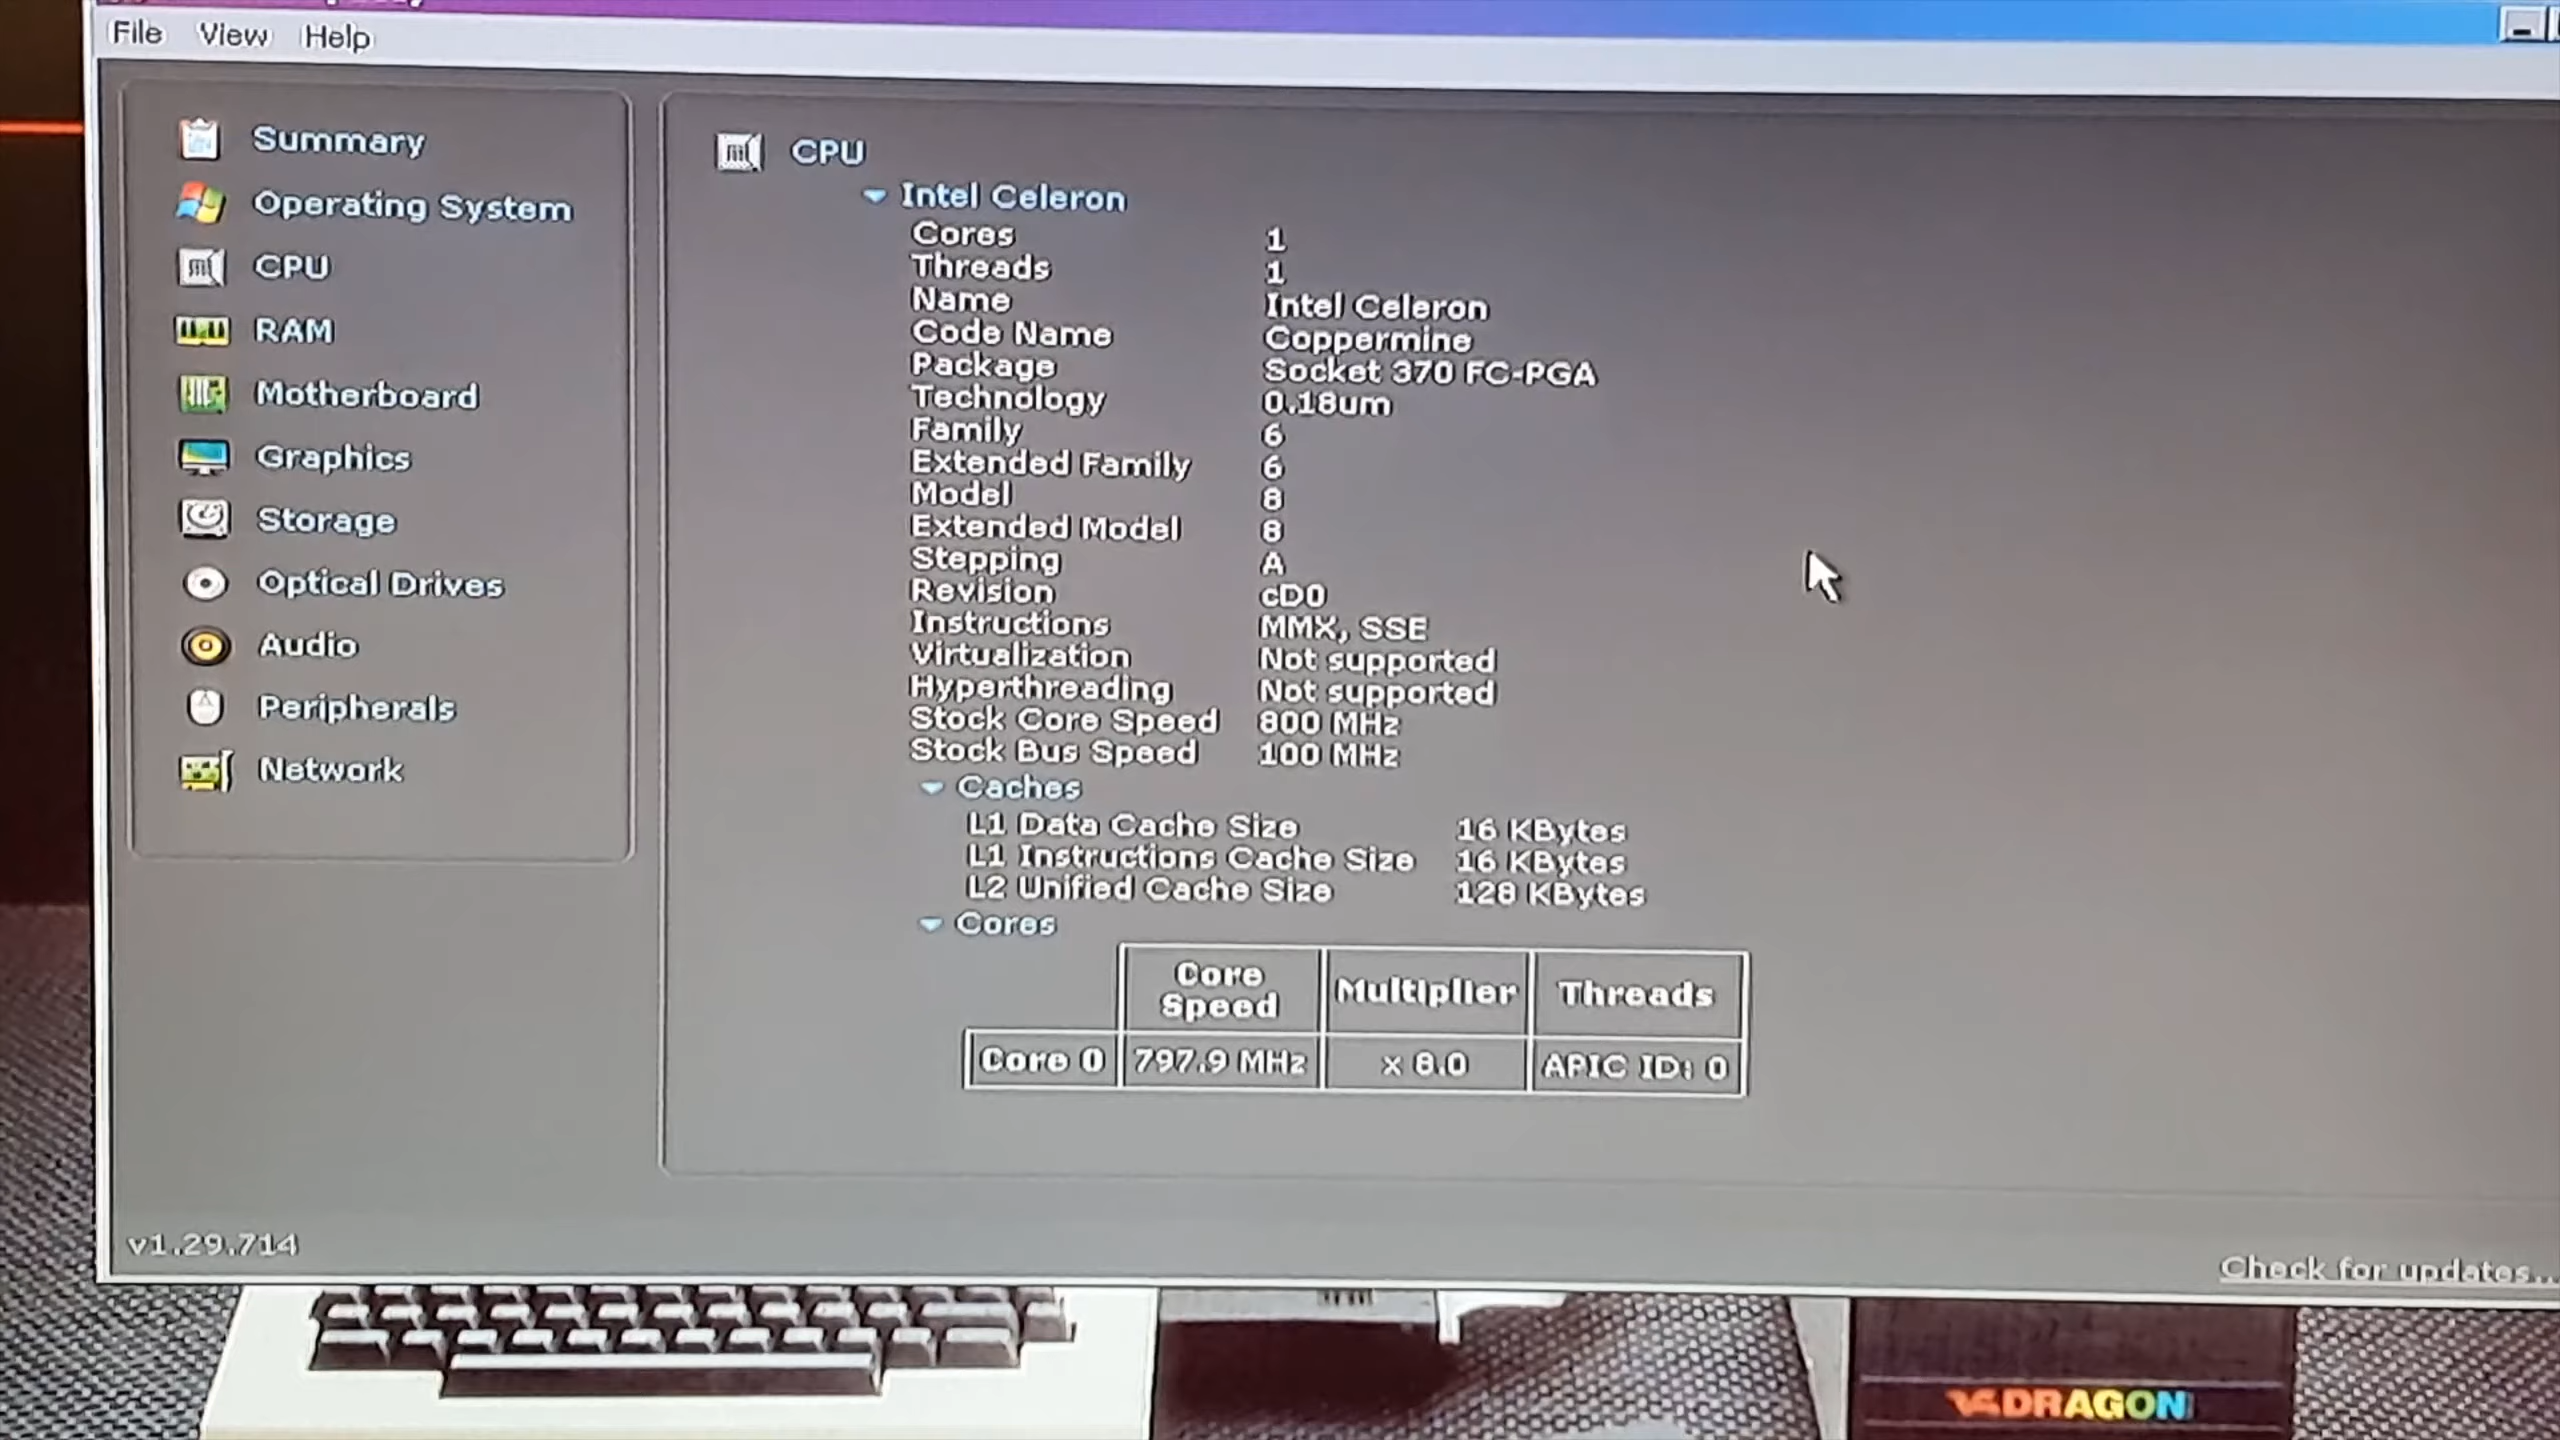 File View Help
Summary
Operating System
CPU
RAM
Motherboard
Graphics
Storage
Optical Drives
Audio
Peripherals
Network
CPU
Intel Celeron
Cores 1
Threads 1
Name Intel Celeron
Code Name Coppermine
Package Socket 370 FC-PGA
Technology 0.18um
Family 6
Extended Family 6
Model 8
Extended Model 8
Stepping A
Revision cD0
Instructions MMX, SSE
Virtualization Not supported
Hyperthreading Not supported
Stock Core Speed 800 MHz
Stock Bus Speed 100 MHz
Caches
L1 Data Cache Size 16 KBytes
L1 Instructions Cache Size 16 KBytes
L2 Unified Cache Size 128 KBytes
Cores
Core Speed Multiplier Threads
Core 0 797.9 MHz x 8.0 APIC ID: 0
v1.29.714
Check for updates...
DRAGON